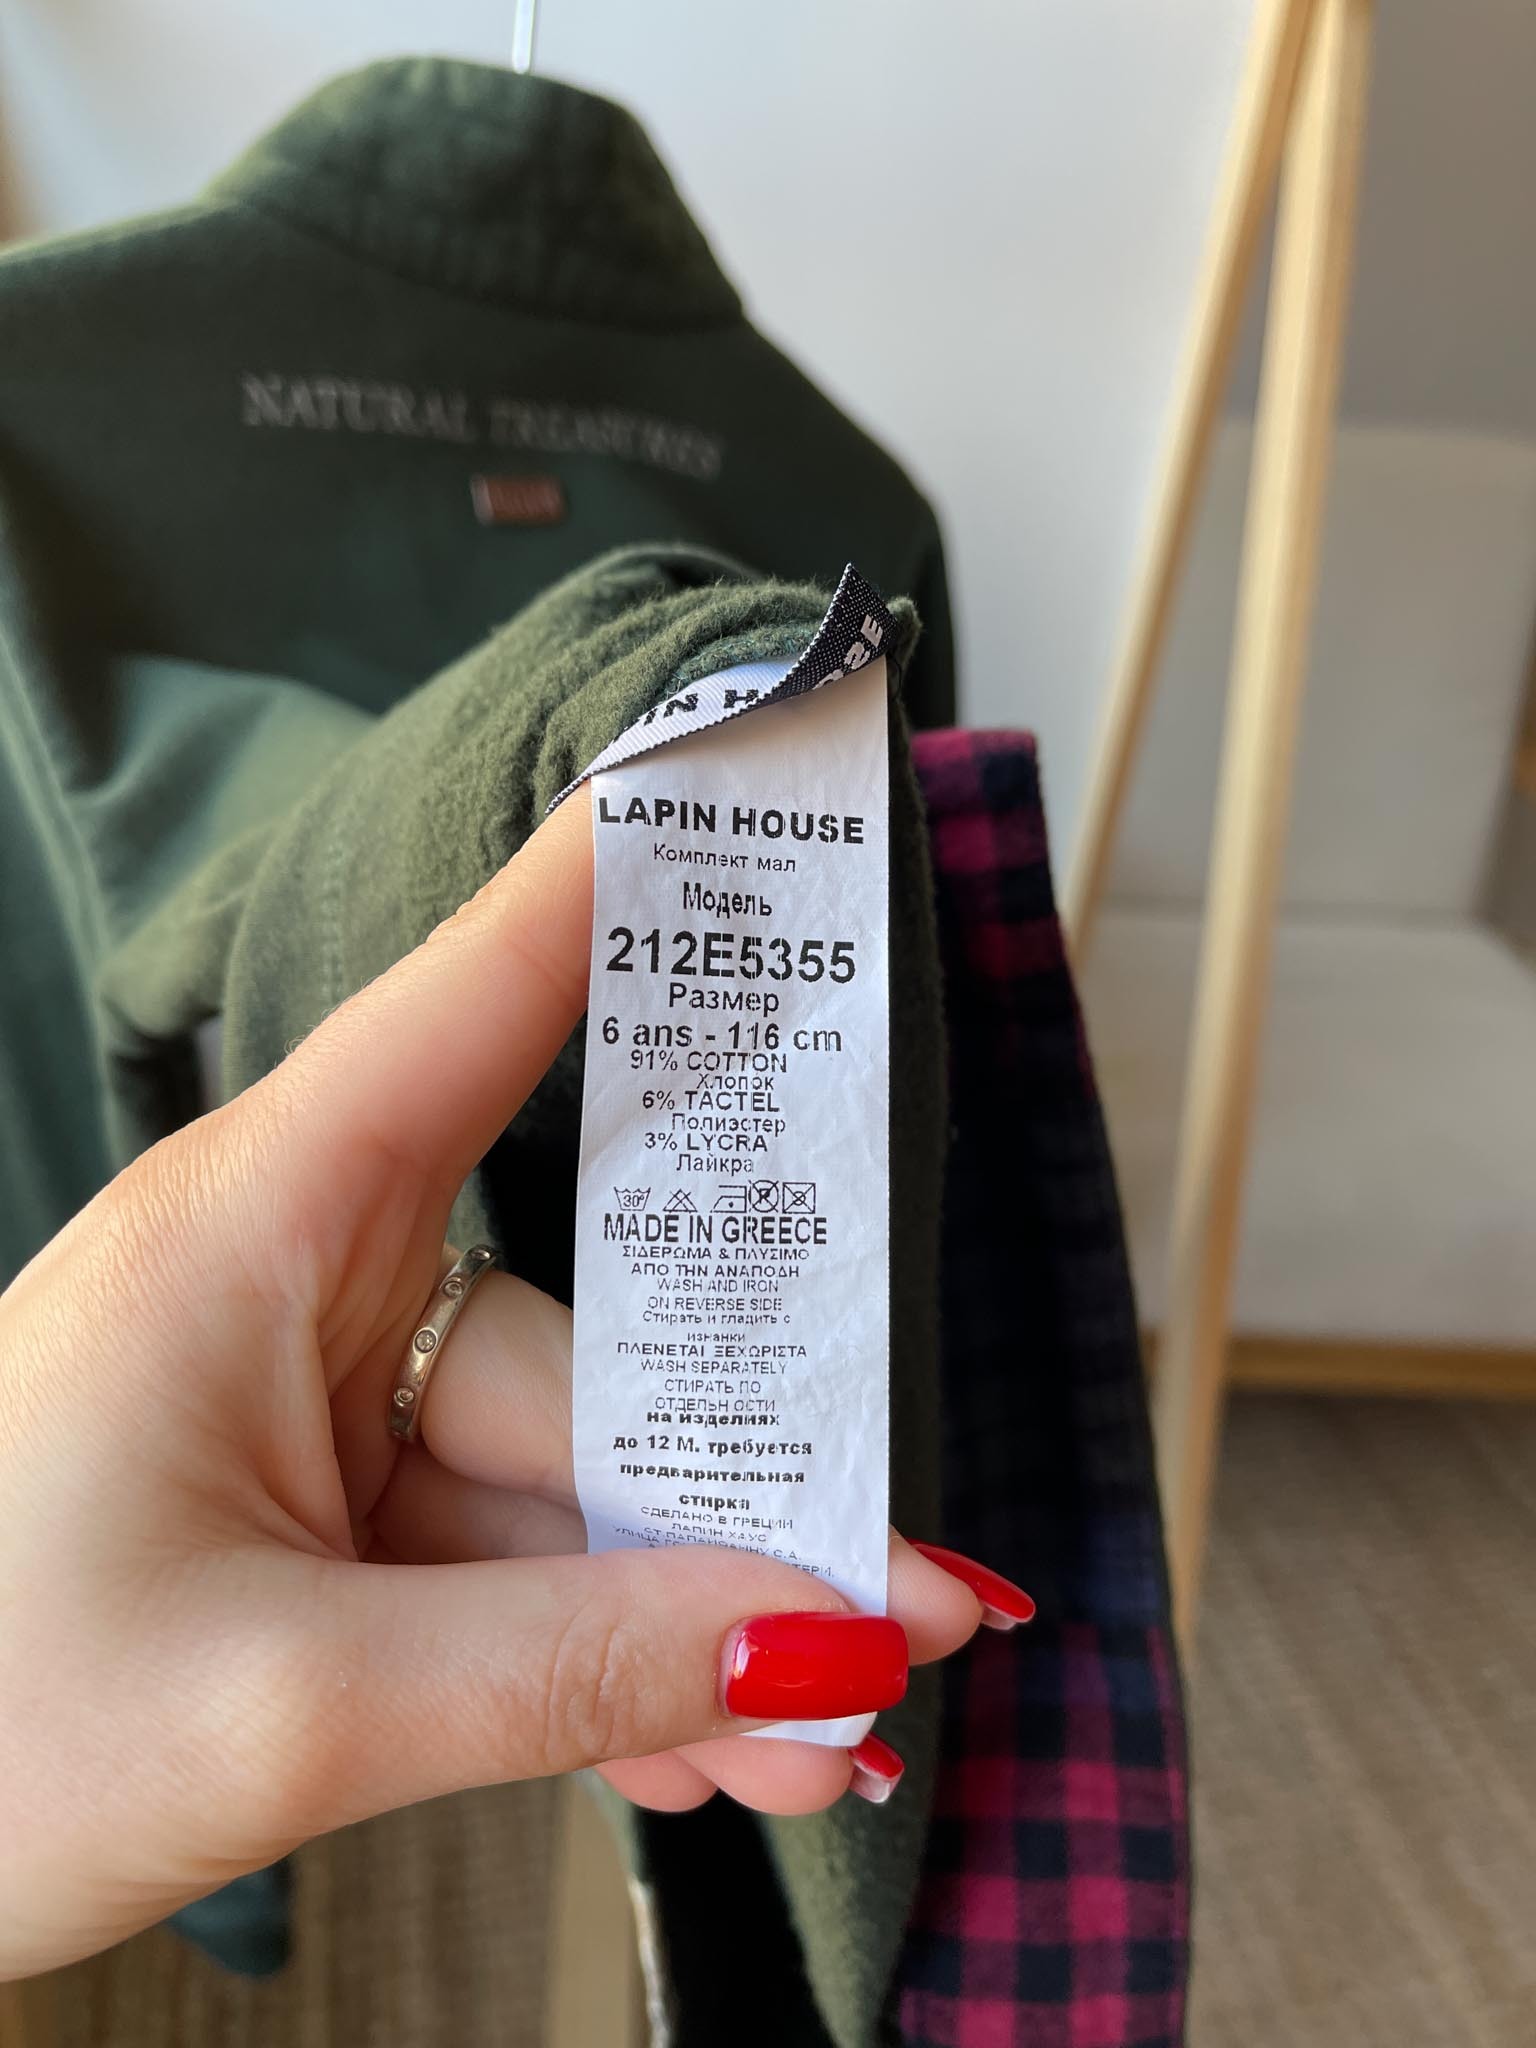 NATURAL TREASURES
LAPIN HOUSE
Комплект мал
Модель
212E5355
Размер
6 ans - 116 cm
91% COTTON
Хлопок
6% TACTEL
Полиэстер
3% LYCRA
Лайкра
30°
P
MADE IN GREECE
ΣΙΔΕΡΩΜΑ & ΠΛΥΣΙΜΟ
ΑΠΟ ΤΗΝ ΑΝΑΠΟΔΗ
WASH AND IRON
ON REVERSE SIDE
Стирать и гладить с
изнанки
ΠΛΕΝΕΤΑΙ ΞΕΧΩΡΙΣΤΑ
WASH SEPARATELY
СТИРАТЬ ПО
ОТДЕЛЬН ОСТИ
на изделиях
до 12 М. требуется
предварительная
стирка
СДЕЛАНО В ГРЕЦИИ
ЛАПИН ХАУС
СТ.ПАПАЙОАННУ С.А.
УЛИЦА